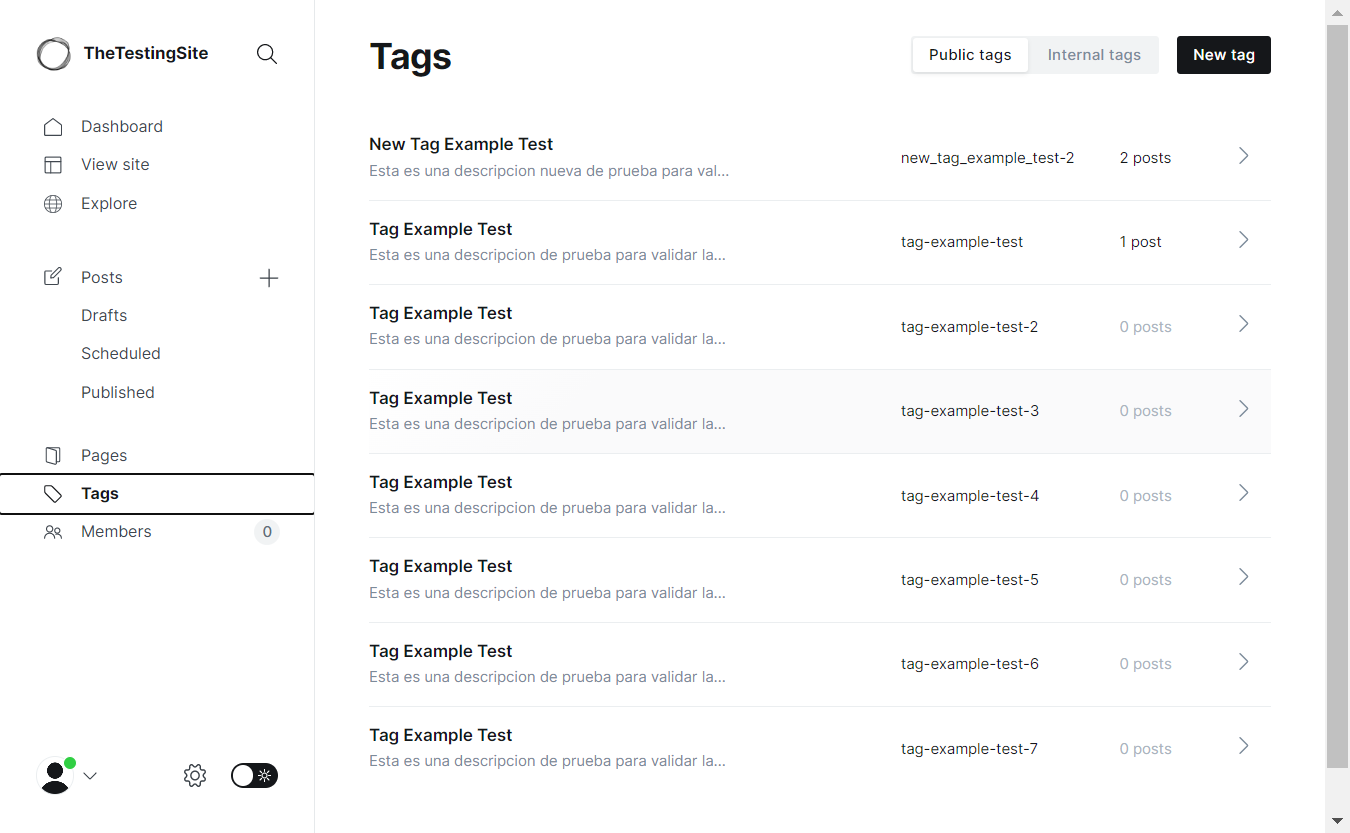 TheTestingSite
Dashboard
View site
Explore
Posts
Drafts
Scheduled
Published
Pages
Tags
Members 0
Tags
Public tags Internal tags New tag
New Tag Example Test
Esta es una descripcion nueva de prueba para val...
new_tag_example_test-2 2 posts
Tag Example Test
Esta es una descripcion de prueba para validar la...
tag-example-test 1 post
Tag Example Test
Esta es una descripcion de prueba para validar la...
tag-example-test-2 0 posts
Tag Example Test
Esta es una descripcion de prueba para validar la...
tag-example-test-3 0 posts
Tag Example Test
Esta es una descripcion de prueba para validar la...
tag-example-test-4 0 posts
Tag Example Test
Esta es una descripcion de prueba para validar la...
tag-example-test-5 0 posts
Tag Example Test
Esta es una descripcion de prueba para validar la...
tag-example-test-6 0 posts
Tag Example Test
Esta es una descripcion de prueba para validar la...
tag-example-test-7 0 posts